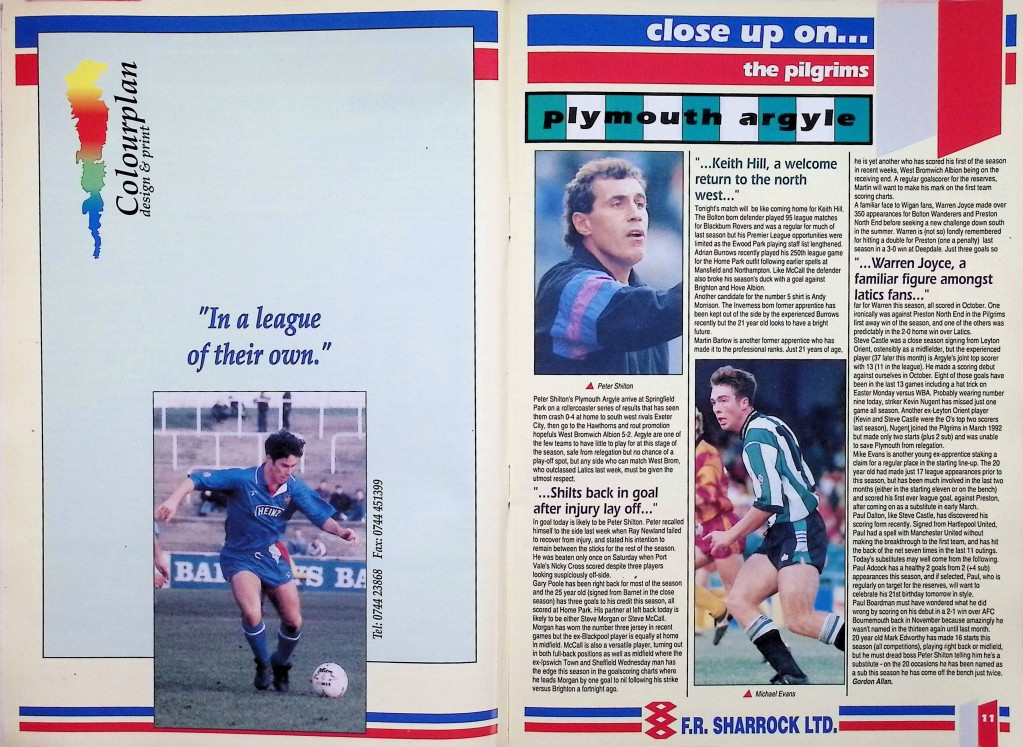 Colourplan
design & print
"In a league
of their own."
HEINZ
BAR
S BA
Tel: 0744 23868 Fax: 0744 451399
close up on...
the pilgrims
plymouth argyle
Peter Shilton
Peter Shilton's Plymouth Argyle arrive at Springfield
Park on a rollercoaster series of results that has seen
them crash 0-4 at home to south west rivals Exeter
City, then go to the Hawthorns and rout promotion
hopefuls West Bromwich Albion 5-2. Argyle are one of
the few teams to have little to play for at this stage of
the season, safe from relegation but no chance of a
play-off spot, but any side who can match West Brom,
who outclassed Latics last week, must be given the
utmost respect.
"...Shilts back in goal
after injury lay off..."
In goal today is likely to be Peter Shilton. Peter recalled
himself to the side last week when Ray Newland failed
to recover from injury, and stated his intention to
remain between the sticks for the rest of the season.
He was beaten only once on Saturday when Port
Vale's Nicky Cross scored despite three players
looking suspiciously off-side.
Gary Poole has been right back for most of the season
and the 25 year old (signed from Barnet in the close
season) has three goals to his credit this season, all
scored at Home Park. His partner at left back today is
likely to be either Steve Morgan or Steve McCall.
Morgan has worn the number three jersey in recent
games but the ex-Blackpool player is equally at home
in midfield. McCall is also a versatile player, turning out
in both full-back positions as well as midfield where the
ex-Ipswich Town and Sheffield Wednesday man has
the edge this season in the goalscoring charts where
he leads Morgan by one goal to nil following his strike
versus Brighton a fortnight ago.
"...Keith Hill, a welcome
return to the north
west..."
Tonight's match will be like coming home for Keith Hill.
The Bolton born defender played 95 league matches
for Blackburn Rovers and was a regular for much of
last season but his Premier League opportunities were
limited as the Ewood Park playing staff list lengthened.
Adrian Burrows recently played his 250th league game
for the Home Park outfit following earlier spells at
Mansfield and Northampton. Like McCall the defender
also broke his season's duck with a goal against
Brighton and Hove Albion.
Another candidate for the number 5 shirt is Andy
Morrison. The Inverness born former apprentice has
been kept out of the side by the experienced Burrows
recently but the 21 year old looks to have a bright
future.
Martin Barlow is another former apprentice who has
made it to the professional ranks. Just 21 years of age,
Michael Evans
he is yet another who has scored his first of the season
in recent weeks, West Bromwich Albion being on the
receiving end. A regular goalscorer for the reserves,
Martin will want to make his mark on the first team
scoring charts.
A familiar face to Wigan fans, Warren Joyce made over
350 appearances for Bolton Wanderers and Preston
North End before seeking a new challenge down south
in the summer. Warren is (not so) fondly remembered
for hitting a double for Preston (one a penalty) last
season in a 3-0 win at Deepdale. Just three goals so
"...Warren Joyce, a
familiar figure amongst
latics fans..."
far for Warren this season, all scored in October. One
ironically was against Preston North End in the Pilgrims
first away win of the season, and one of the others was
predictably in the 2-0 home win over Latics.
Steve Castle was a close season signing from Leyton
Orient, ostensibly as a midfielder, but the experienced
player (37 later this month) is Argyle's joint top scorer
with 13 (11 in the league). He made a scoring debut
against ourselves in October. Eight of those goals have
been in the last 13 games including a hat trick on
Easter Monday versus WBA. Probably wearing number
nine today, striker Kevin Nugent has missed just one
game all season. Another ex-Leyton Orient player
(Kevin and Steve Castle were the O's top two scorers
last season), Nugent joined the Pilgrims in March 1992
but made only two starts (plus 2 sub) and was unable
to save Plymouth from relegation.
Mike Evans is another young ex-apprentice staking a
claim for a regular place in the starting line-up. The 20
year old had made just 17 league appearances prior to
this season, but has been much involved in the last two
months (either in the starting eleven or on the bench)
and scored his first ever league goal, against Preston,
after coming on as a substitute in early March.
Paul Dalton, like Steve Castle, has discovered his
scoring form recently. Signed from Hartlepool United,
Paul had a spell with Manchester United without
making the breakthrough to the first team, and has hit
the back of the net seven times in the last 11 outings.
Today's substitutes may well come from the following.
Paul Adcock has a healthy 2 goals from 2 (+4 sub)
appearances this season, and if selected, Paul, who is
regularly on target for the reserves, will want to
celebrate his 21st birthday tomorrow in style.
Paul Boardman must have wondered what he did
wrong by scoring on his debut in a 2-1 win over AFC
Bournemouth back in November because amazingly he
wasn't named in the thirteen again until last month.
20 year old Mark Edworthy has made 16 starts this
season (all competitions), playing right back or midfield,
but he must dread boss Peter Shilton telling him he's a
substitute - on the 20 occasions he has been named as
a sub this season he has come off the bench just twice.
Gordon Allan.
F.R. SHARROCK LTD.
11